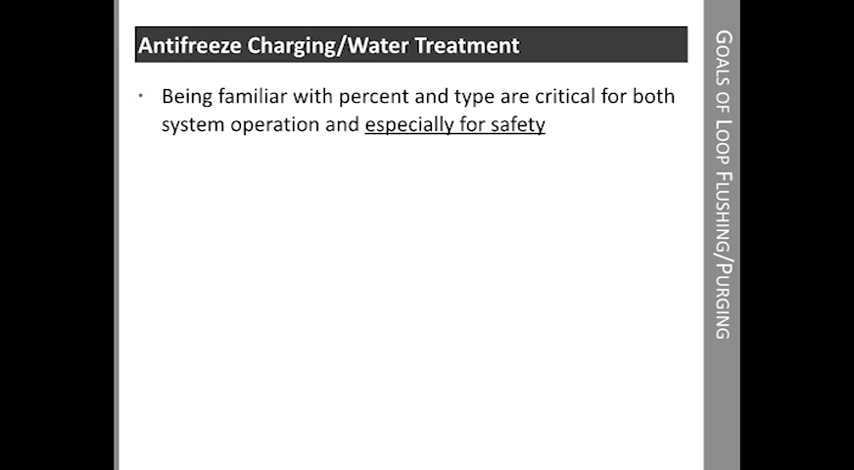 Antifreeze Charging/Water Treatment
· Being familiar with percent and type are critical for both
system operation and especially for safety
GOALS OF LOOP FLUSHING/PURGING